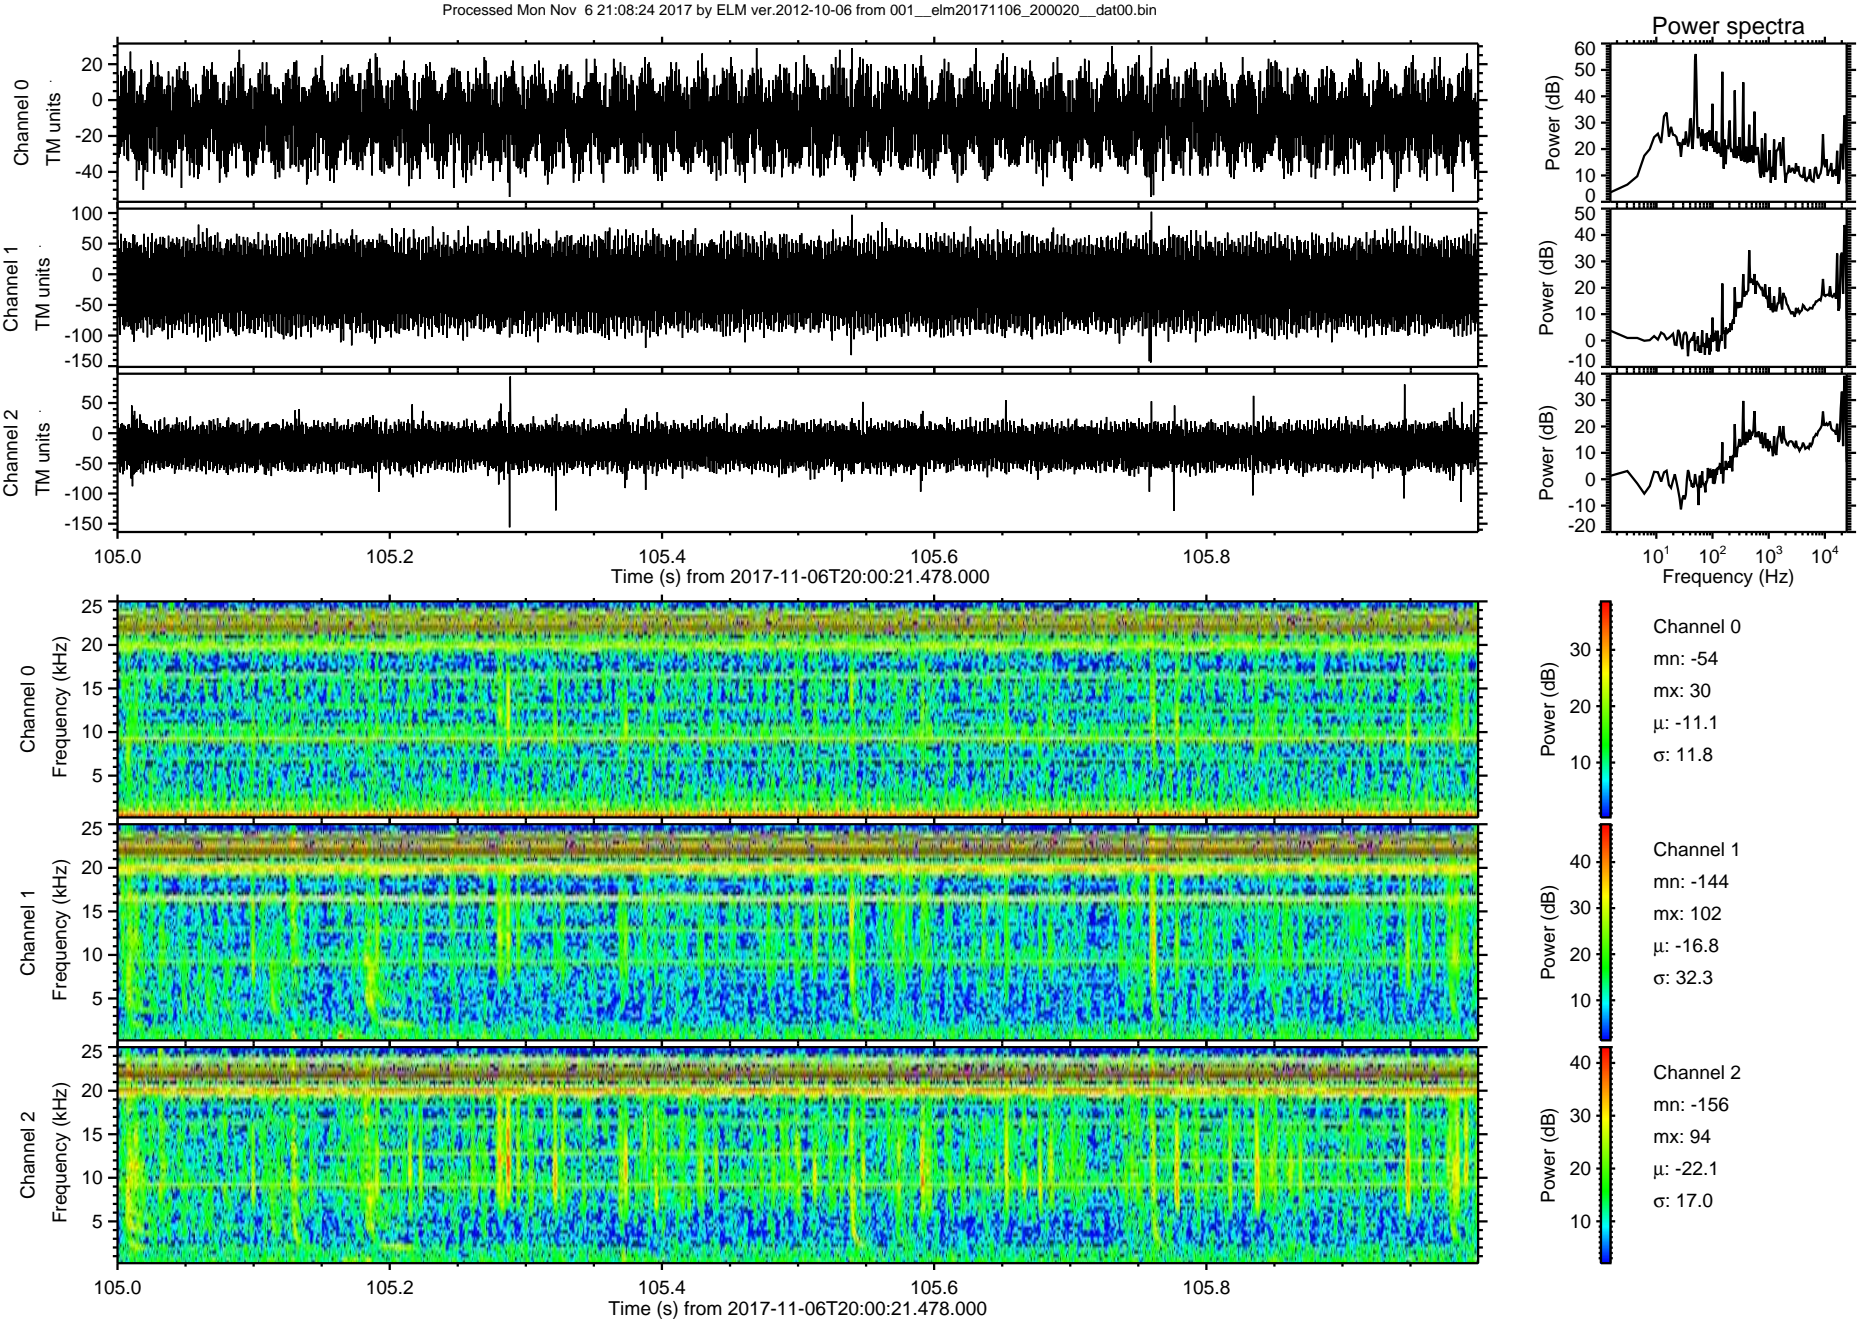 Processed Mon Nov  6 21:08:24 2017 by ELM ver.2012-10-06 from 001__elm20171106_200020__dat00.bin
Power spectra
Channel 0
TM units
20
0
-20
-40
Power (dB)
60
50
40
30
20
10
0
Channel 1
TM units
100
50
0
-50
-100
-150
Power (dB)
50
40
30
20
10
0
-10
Channel 2
TM units
50
0
-50
-100
-150
Power (dB)
40
30
20
10
0
-10
-20
105.0 105.2 105.4 105.6 105.8
Time (s) from 2017-11-06T20:00:21.478.000
10^1 10^2 10^3 10^4
Frequency (Hz)
Channel 0
Frequency (kHz)
25
20
15
10
5
Power (dB)
30
20
10
Channel 0
mn: -54
mx: 30
μ: -11.1
σ: 11.8
Channel 1
Frequency (kHz)
25
20
15
10
5
Power (dB)
40
30
20
10
Channel 1
mn: -144
mx: 102
μ: -16.8
σ: 32.3
Channel 2
Frequency (kHz)
25
20
15
10
5
Power (dB)
40
30
20
10
Channel 2
mn: -156
mx: 94
μ: -22.1
σ: 17.0
105.0 105.2 105.4 105.6 105.8
Time (s) from 2017-11-06T20:00:21.478.000